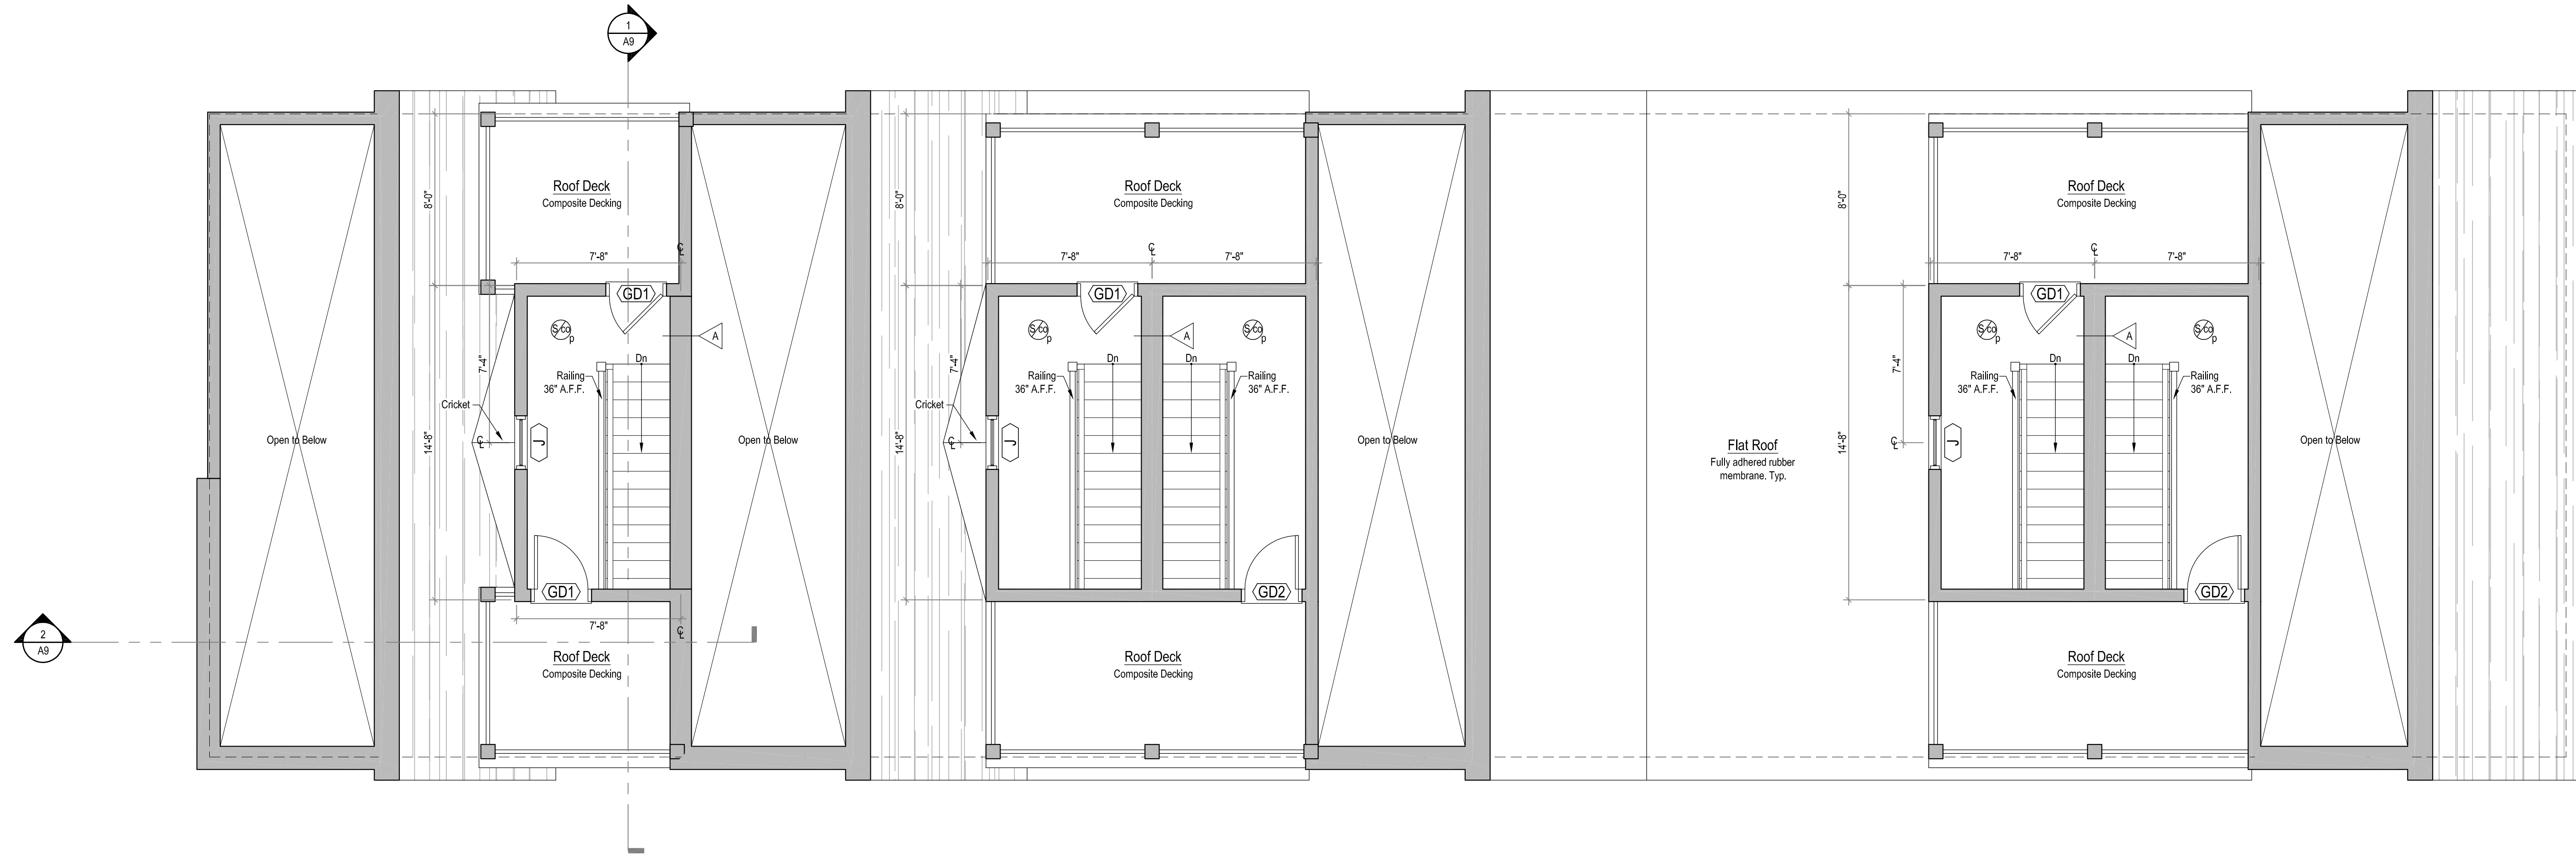 1
A9
Roof Deck
Composite Decking
Roof Deck
Composite Decking
Roof Deck
Composite Decking
8'-0"
8'-0"
8'-0"
7'-8"
℄
7'-8"
℄
7'-8"
7'-8"
℄
7'-8"
GD1
GD1
GD1
S/co
p
A
S/co
p
A
S/co
p
S/co
p
A
S/co
p
7'-4"
Dn
7'-4"
Dn
Dn
7'-4"
Dn
Dn
Railing
36" A.F.F.
Railing
36" A.F.F.
Railing
36" A.F.F.
Railing
36" A.F.F.
Railing
36" A.F.F.
Cricket
Cricket
Open to Below
14'-8"
℄
J
Open to Below
14'-8"
℄
J
Open to Below
Flat Roof
Fully adhered rubber
membrane. Typ.
14'-8"
℄
J
Open to Below
GD1
GD2
GD2
7'-8"
℄
2
A9
Roof Deck
Composite Decking
Roof Deck
Composite Decking
Roof Deck
Composite Decking